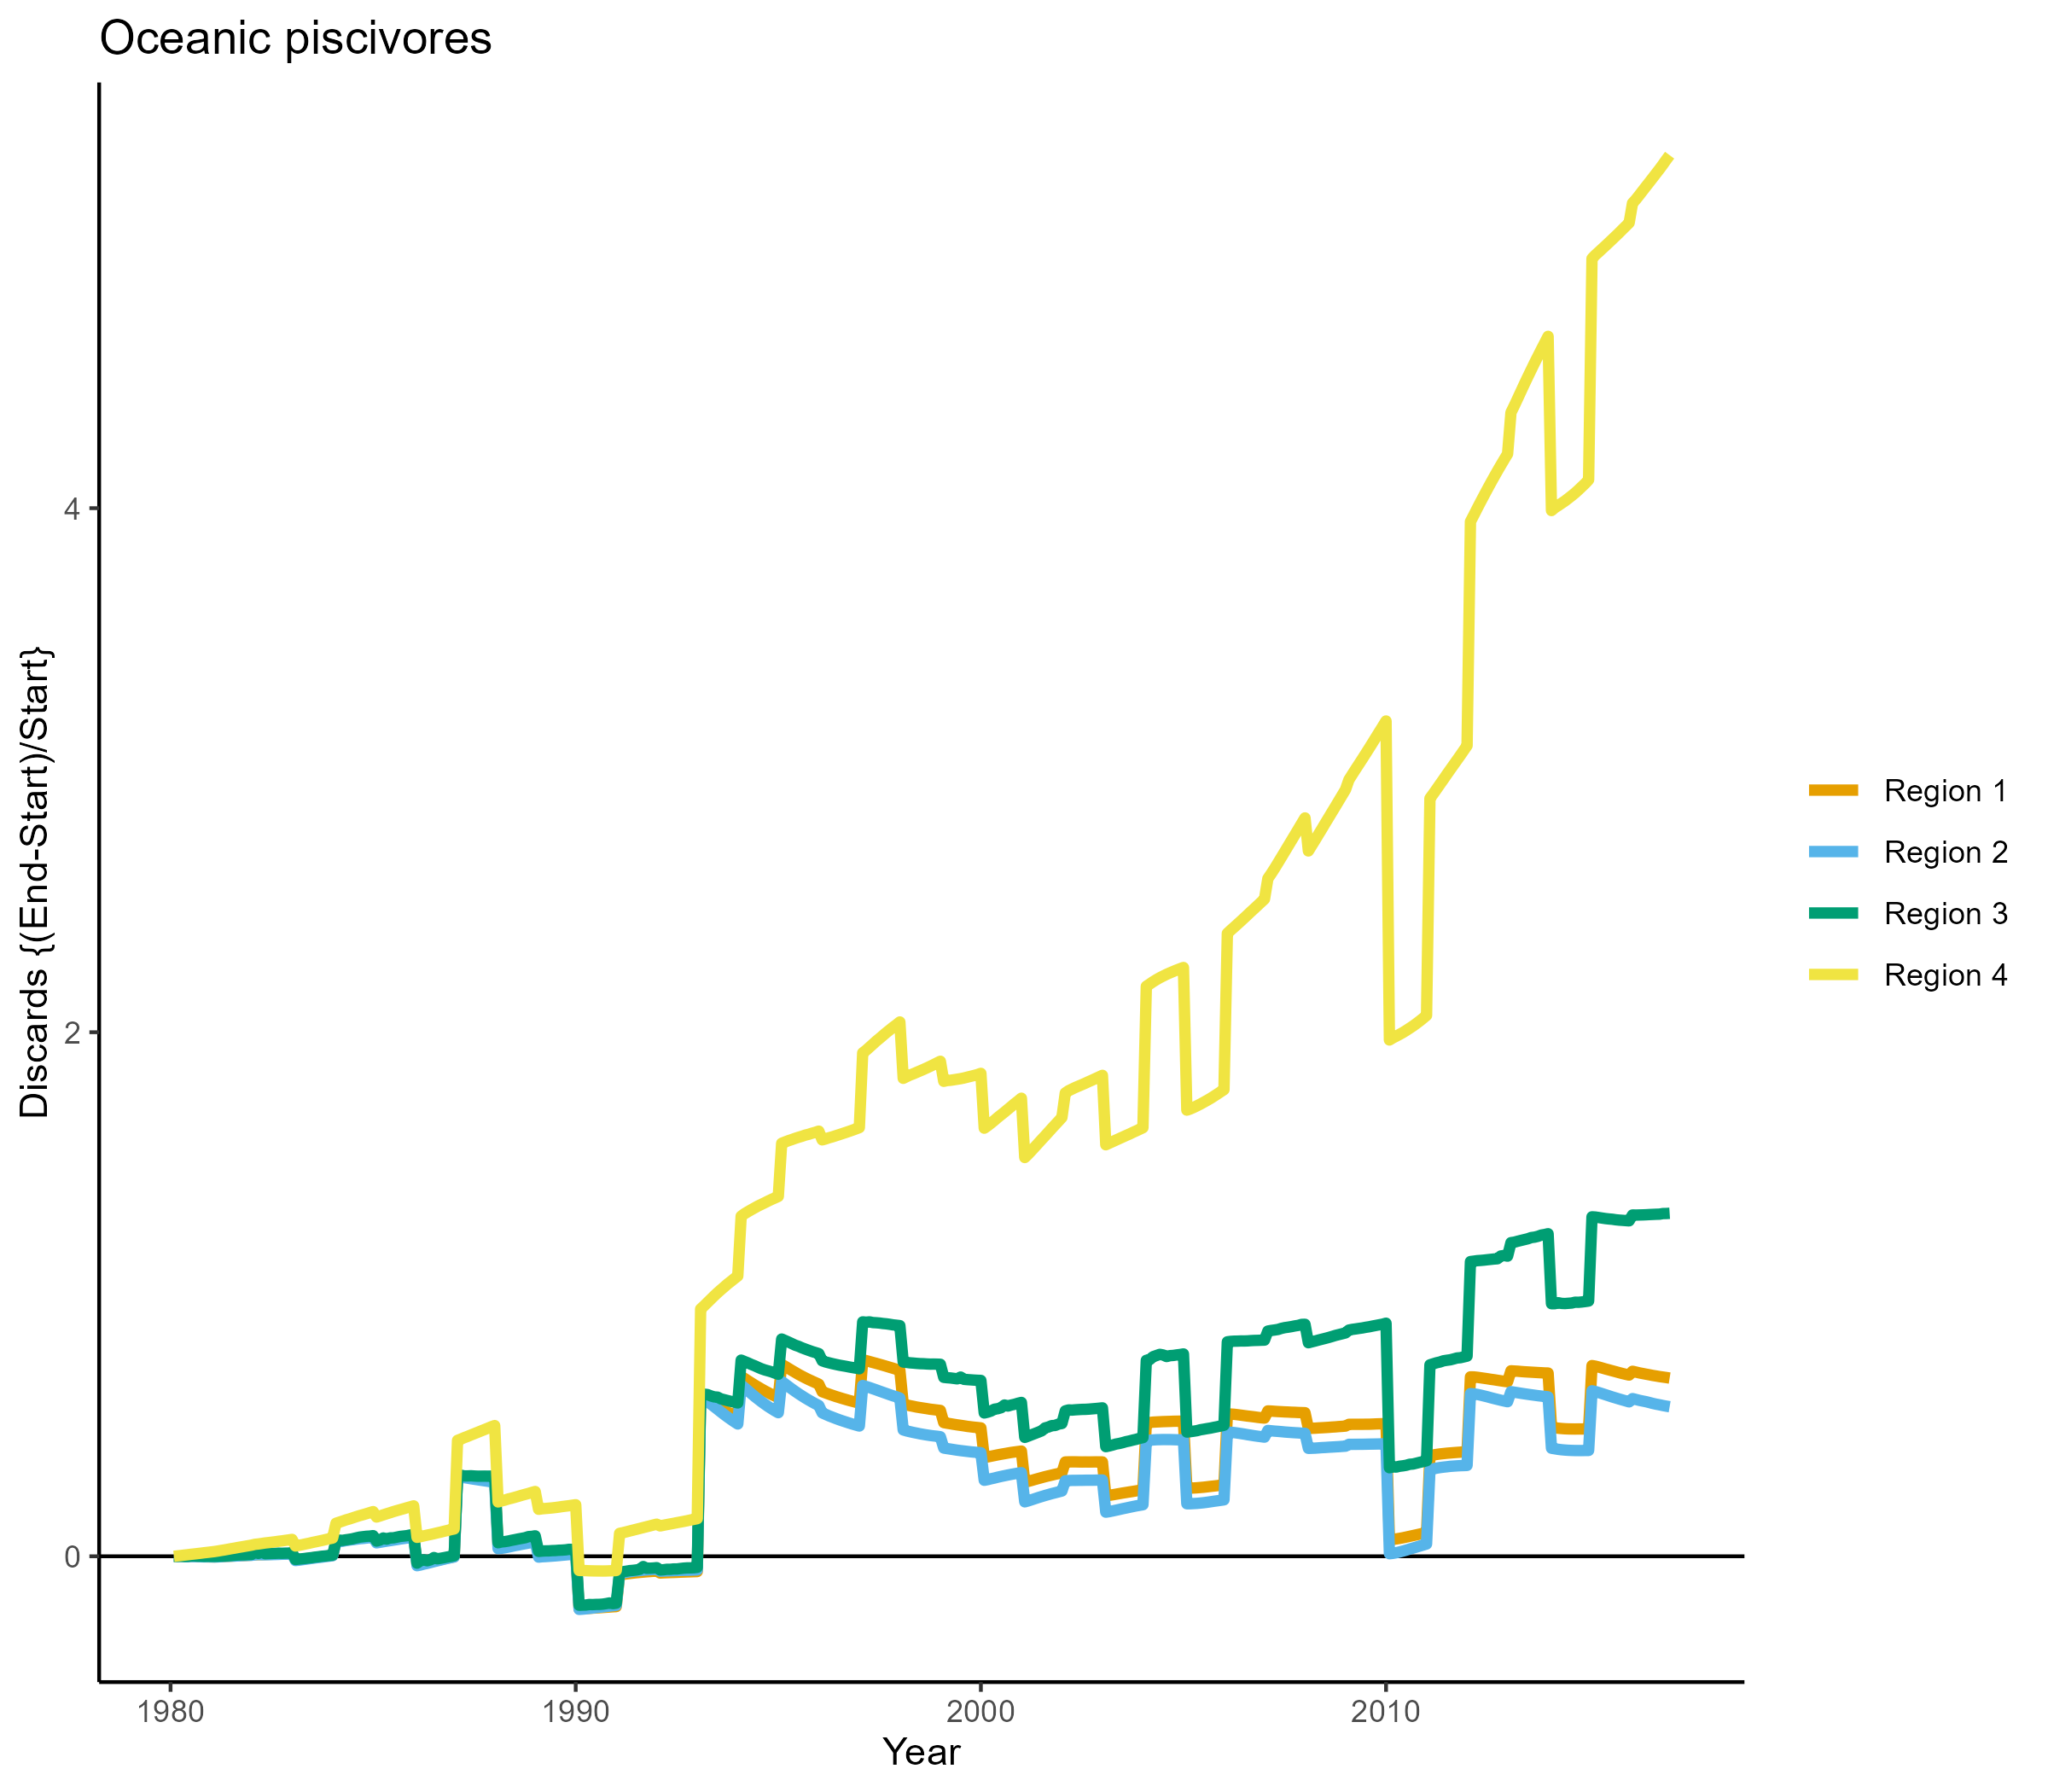 Oceanic piscivores
Discards {(End-Start)/Start}
4
2
0
1980 1990 2000 2010
Year
Region 1
Region 2
Region 3
Region 4